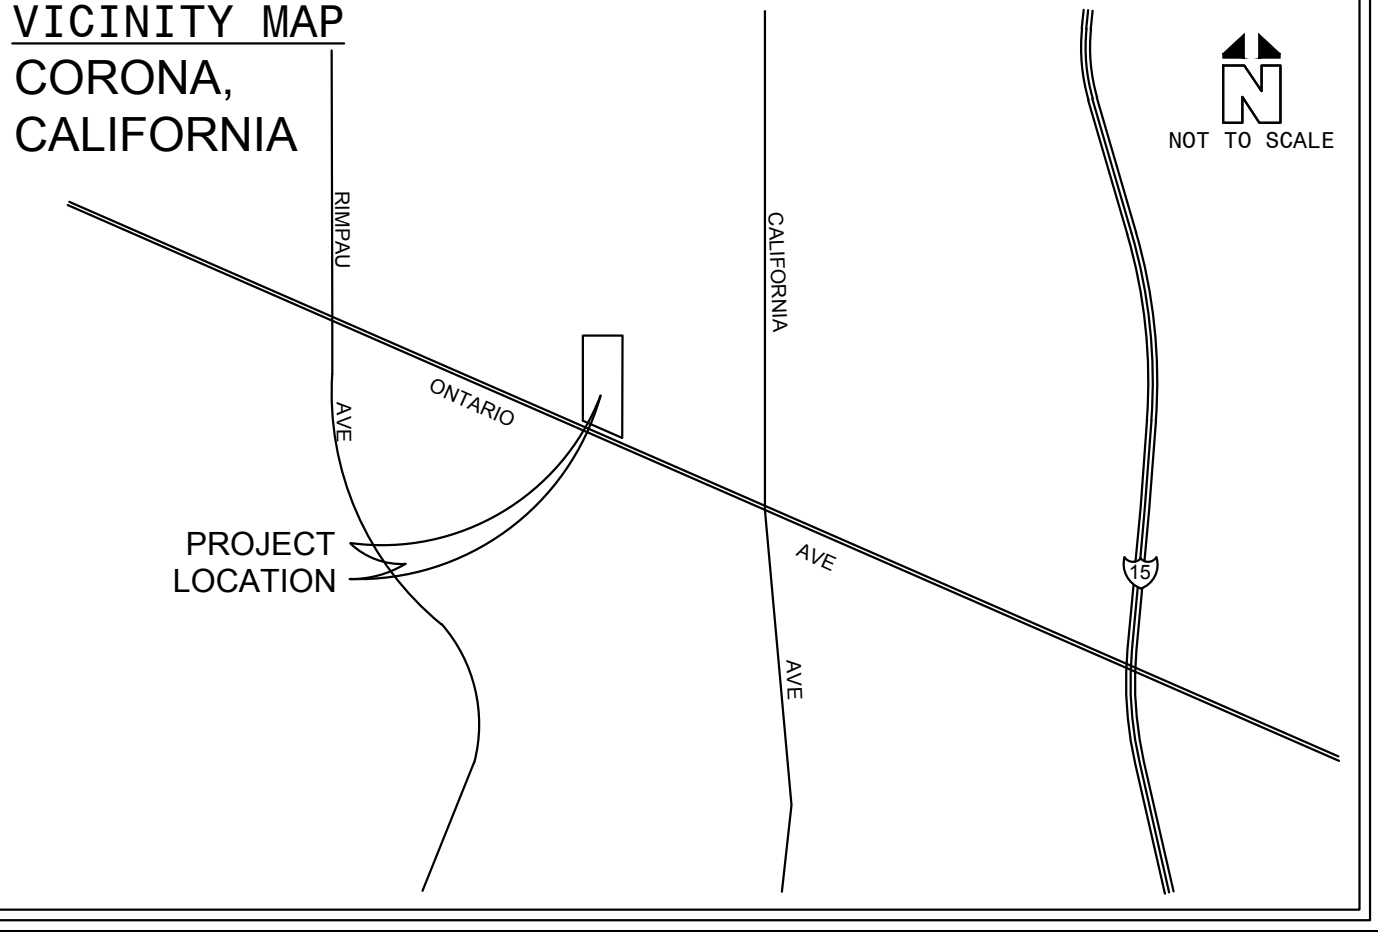 VICINITY MAP
CORONA,
CALIFORNIA
N
NOT TO SCALE
RIMPAU
AVE
CALIFORNIA
AVE
ONTARIO
AVE
PROJECT
LOCATION
15